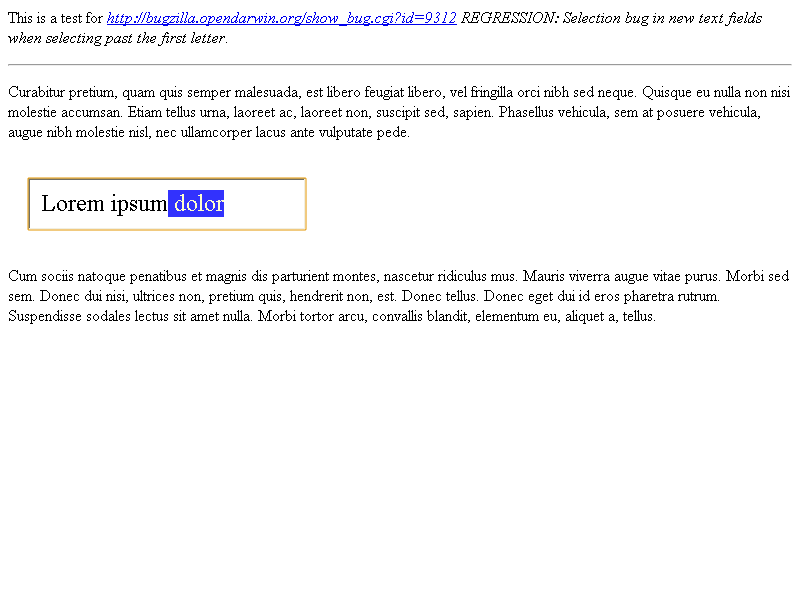 This is a test for http://bugzilla.opendarwin.org/show_bug.cgi?id=9312 REGRESSION: Selection bug in new text fields
when selecting past the first letter.
Curabitur pretium, quam quis semper malesuada, est libero feugiat libero, vel fringilla orci nibh sed neque. Quisque eu nulla non nisi
molestie accumsan. Etiam tellus urna, laoreet ac, laoreet non, suscipit sed, sapien. Phasellus vehicula, sem at posuere vehicula,
augue nibh molestie nisl, nec ullamcorper lacus ante vulputate pede.
Lorem ipsum dolor
Cum sociis natoque penatibus et magnis dis parturient montes, nascetur ridiculus mus. Mauris viverra augue vitae purus. Morbi sed
sem. Donec dui nisi, ultrices non, pretium quis, hendrerit non, est. Donec tellus. Donec eget dui id eros pharetra rutrum.
Suspendisse sodales lectus sit amet nulla. Morbi tortor arcu, convallis blandit, elementum eu, aliquet a, tellus.